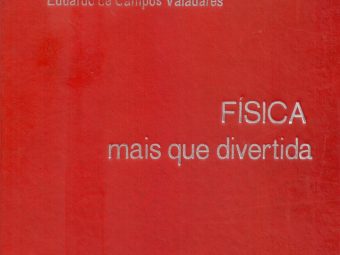 Eduardo de Campos Valadares
FÍSICA
mais que divertida